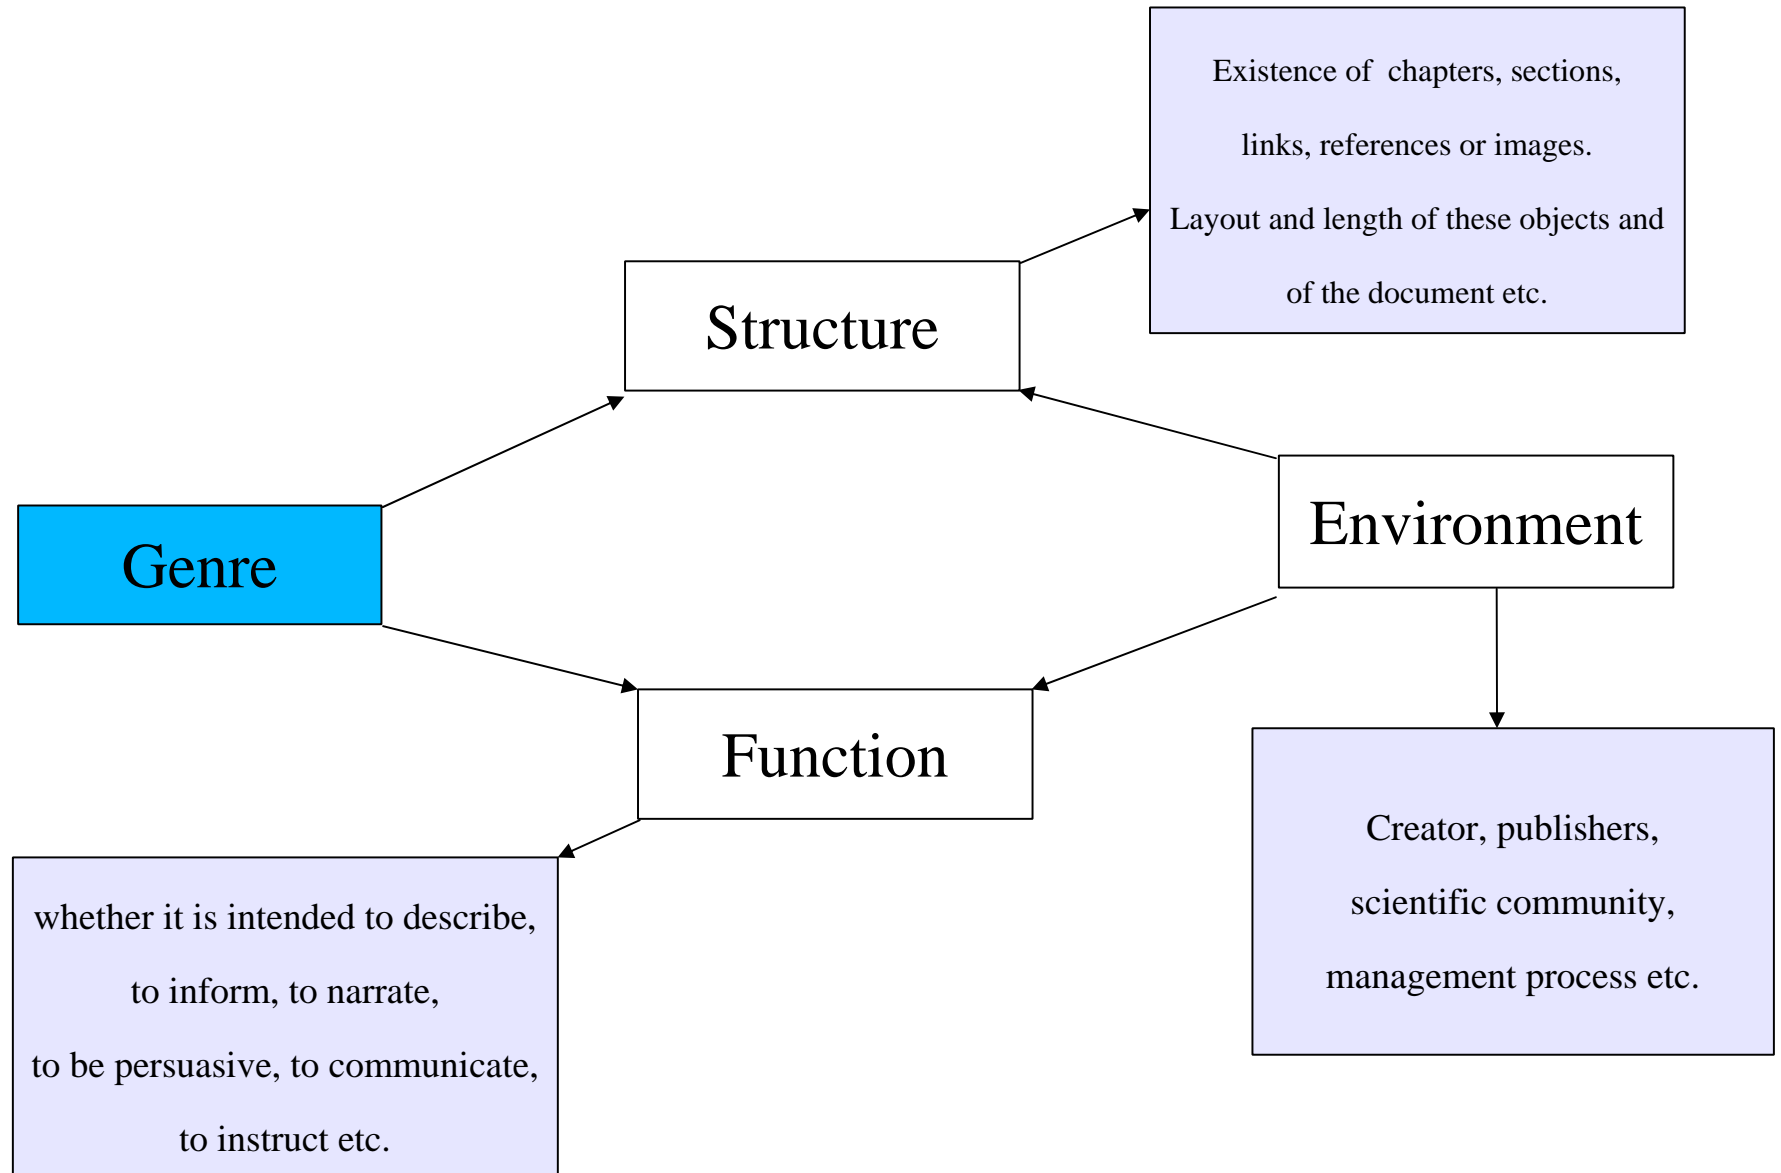 Existence of  chapters, sections,
links, references or images.
Layout and length of these objects and
of the document etc.
Structure
Environment
Genre
Function
Creator, publishers,
scientific community,
management process etc.
whether it is intended to describe,
to inform, to narrate,
to be persuasive, to communicate,
to instruct etc.